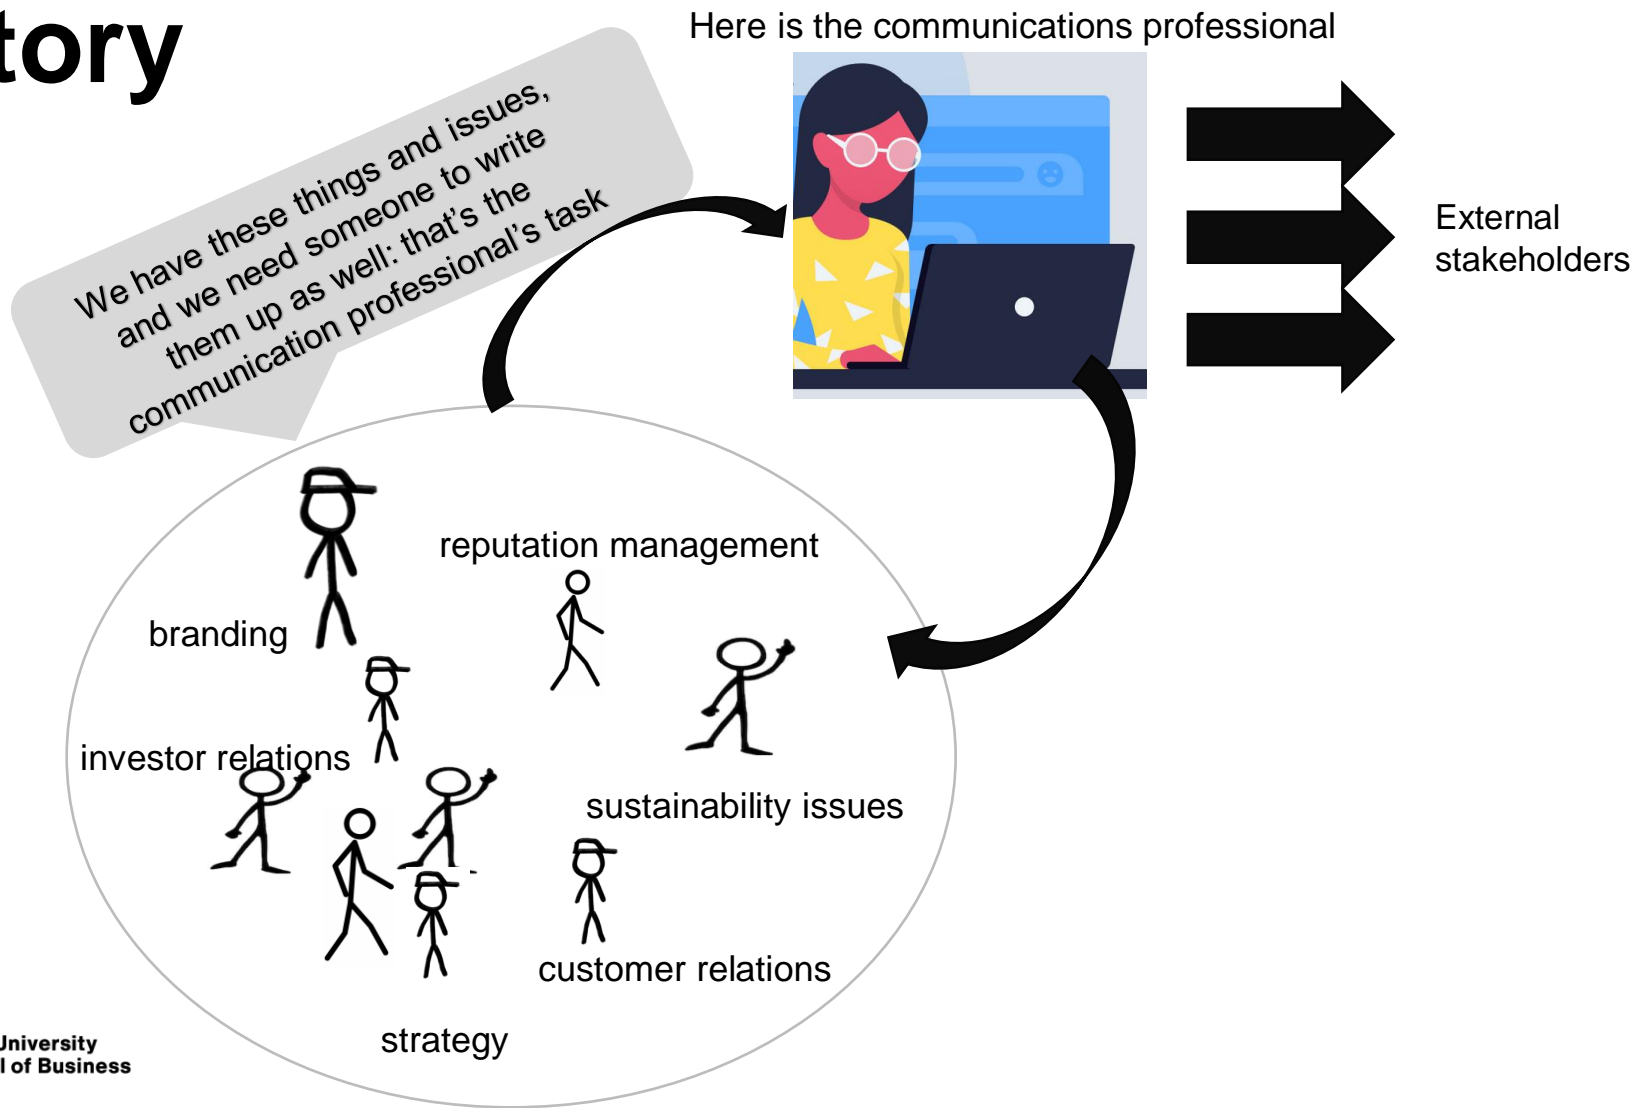 tory
Here is the communications professional
We have these things and issues,
and we need someone to write
them up as well: that's the
communication professional's task
External
stakeholders
reputation management
branding
investor relations
sustainability issues
customer relations
strategy
University
l of Business